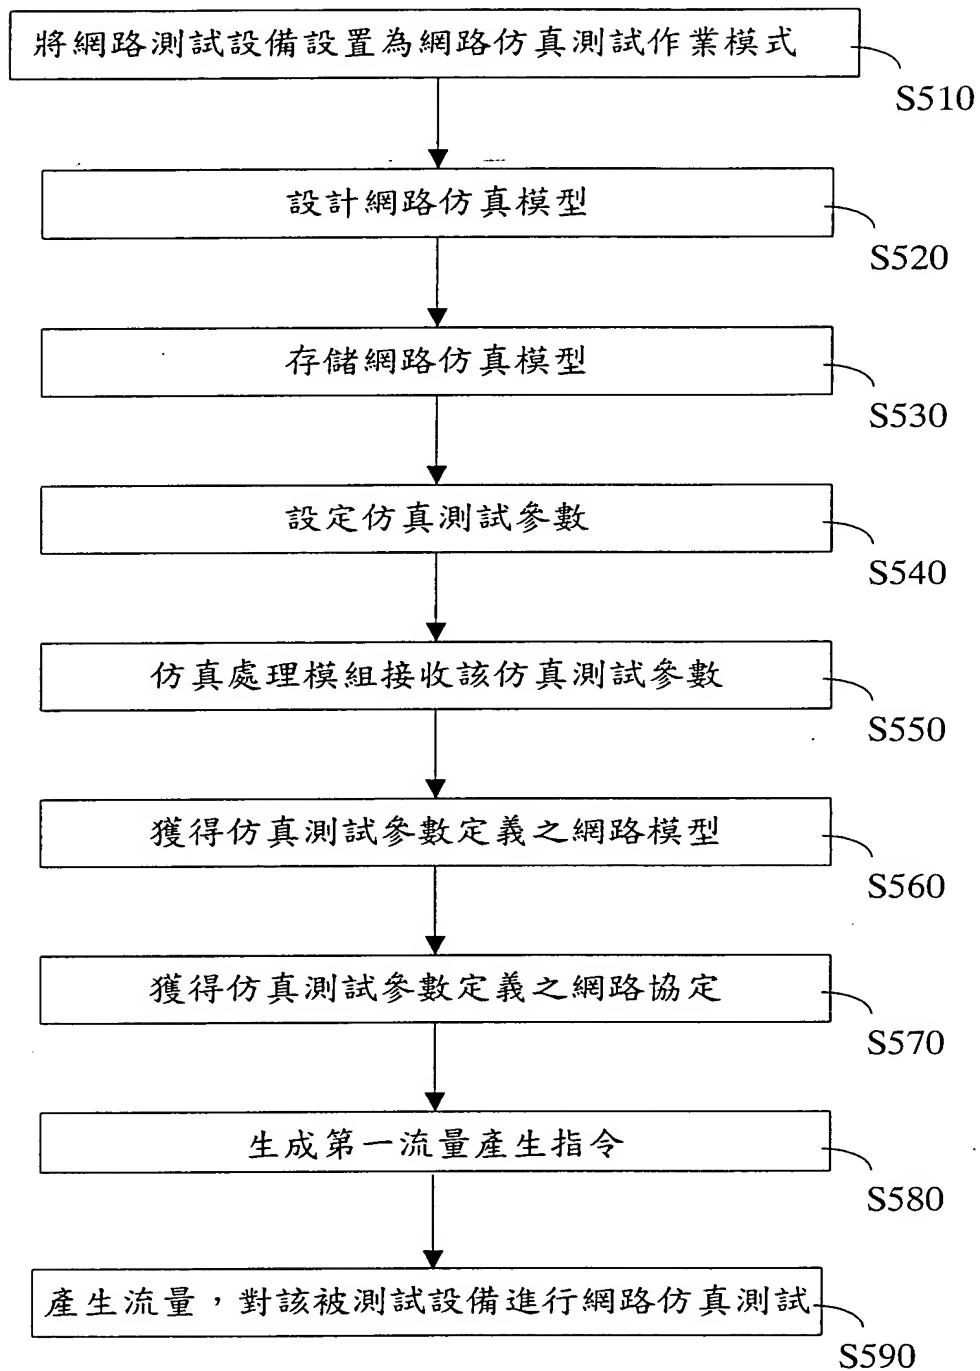 將網路測試設備設置為網路仿真測試作業模式
S510
設計網路仿真模型
S520
存儲網路仿真模型
S530
設定仿真測試參數
S540
仿真處理模組接收該仿真測試參數
S550
獲得仿真測試參數定義之網路模型
S560
獲得仿真測試參數定義之網路協定
S570
生成第一流量產生指令
S580
產生流量，對該被測試設備進行網路仿真測試
S590